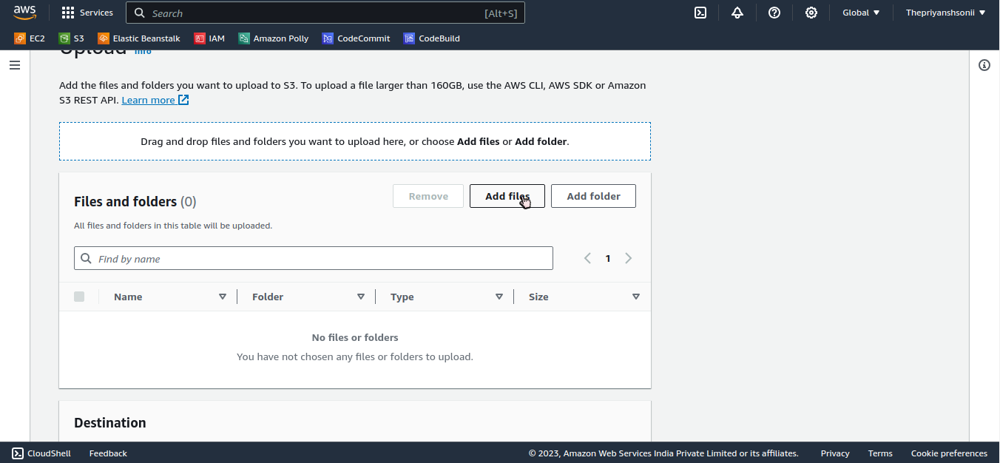 aws
Services
Search
[Alt+S]
Global
Thepriyanshsonii
EC2
S3
Elastic Beanstalk
IAM
Amazon Polly
CodeCommit
CodeBuild
Upload Info
Add the files and folders you want to upload to S3. To upload a file larger than 160GB, use the AWS CLI, AWS SDK or Amazon
S3 REST API. Learn more
Drag and drop files and folders you want to upload here, or choose Add files or Add folder.
Files and folders (0)
Remove
Add files
Add folder
All files and folders in this table will be uploaded.
Find by name
1
Name
Folder
Type
Size
No files or folders
You have not chosen any files or folders to upload.
Destination
CloudShell
Feedback
© 2023, Amazon Web Services India Private Limited or its affiliates.
Privacy
Terms
Cookie preferences